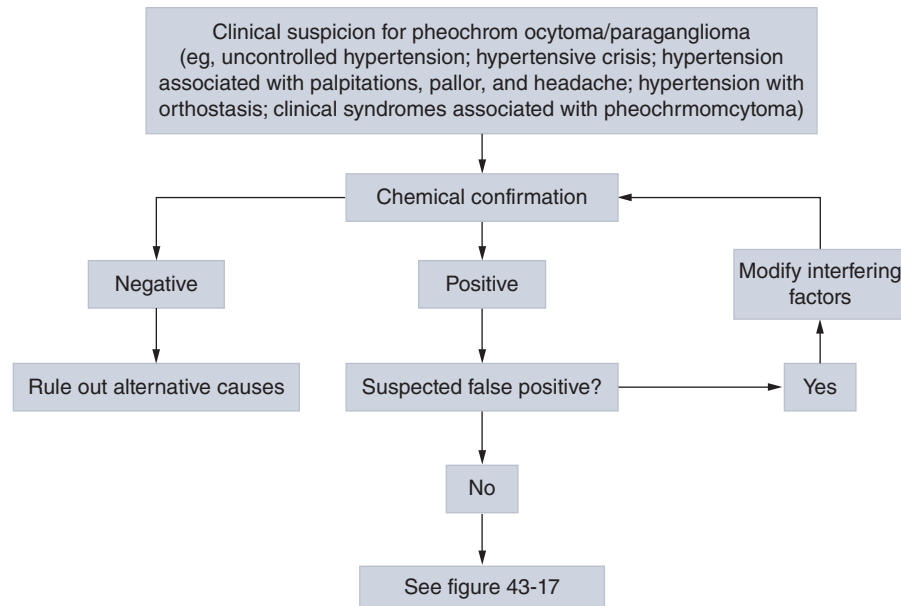 Clinical suspicion for pheochrom ocytoma/paraganglioma
(eg, uncontrolled hypertension; hypertensive crisis; hypertension
associated with palpitations, pallor, and headache; hypertension with
orthostasis; clinical syndromes associated with pheochrmomcytoma)
Chemical confirmation
Negative
Positive
Modify interfering
factors
Rule out alternative causes
Suspected false positive?
Yes
No
See figure 43-17